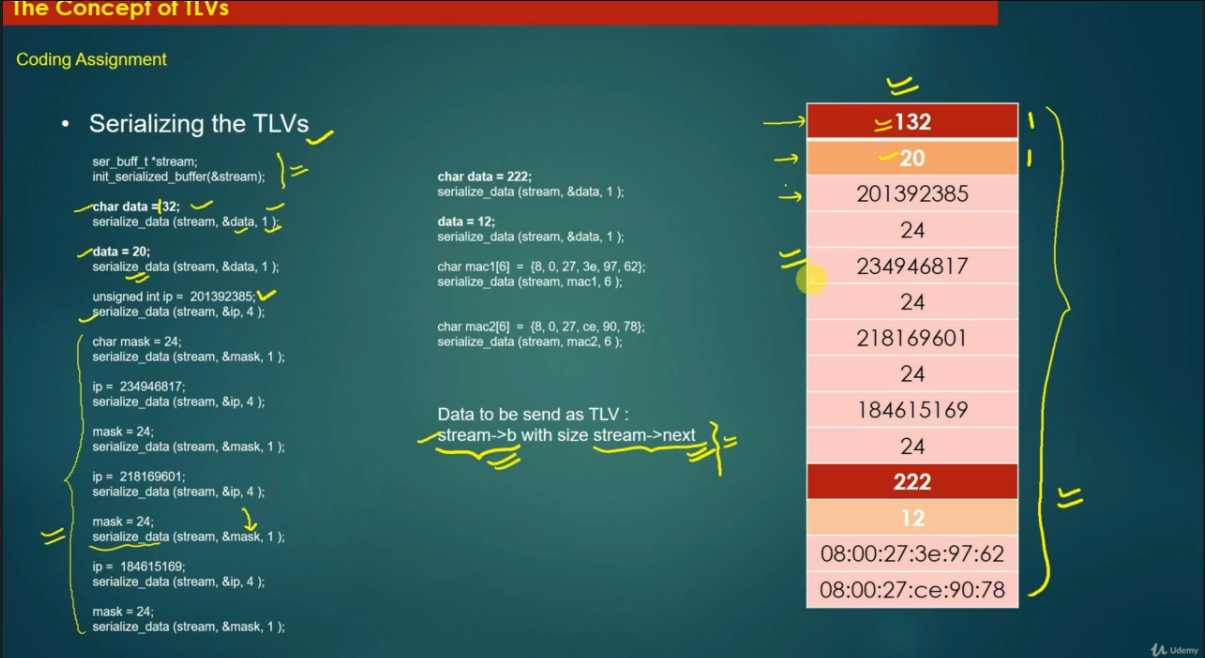 The Concept of TLVs
Coding Assignment
• Serializing the TLVs
ser_buff_t *stream;
init_serialized_buffer(&stream);
char data = 132;
serialize_data (stream, &data, 1 );
data = 20;
serialize_data (stream, &data, 1 );
unsigned int ip = 201392385;
serialize_data (stream, &ip, 4 );
char mask = 24;
serialize_data (stream, &mask, 1 );
ip = 234946817;
serialize_data (stream, &ip, 4 );
mask = 24;
serialize_data (stream, &mask, 1 );
ip = 218169601;
serialize_data (stream, &ip, 4 );
mask = 24;
serialize_data (stream, &mask, 1 );
ip = 184615169;
serialize_data (stream, &ip, 4 );
mask = 24;
serialize_data (stream, &mask, 1 );
char data = 222;
serialize_data (stream, &data, 1 );
data = 12;
serialize_data (stream, &data, 1 );
char mac1[6] = {8, 0, 27, 3e, 97, 62};
serialize_data (stream, mac1, 6 );
char mac2[6] = {8, 0, 27, ce, 90, 78};
serialize_data (stream, mac2, 6 );
Data to be send as TLV :
stream->b with size stream->next
132 1
20 1
201392385
24
234946817
24
218169601
24
184615169
24
222
12
08:00:27:3e:97:62
08:00:27:ce:90:78
Udemy